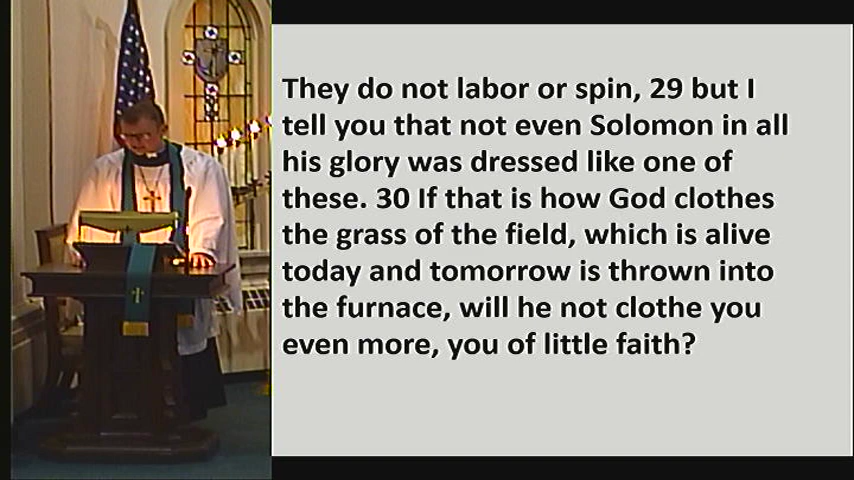 They do not labor or spin, 29 but I
tell you that not even Solomon in all
his glory was dressed like one of
these. 30 If that is how God clothes
the grass of the field, which is alive
today and tomorrow is thrown into
the furnace, will he not clothe you
even more, you of little faith?